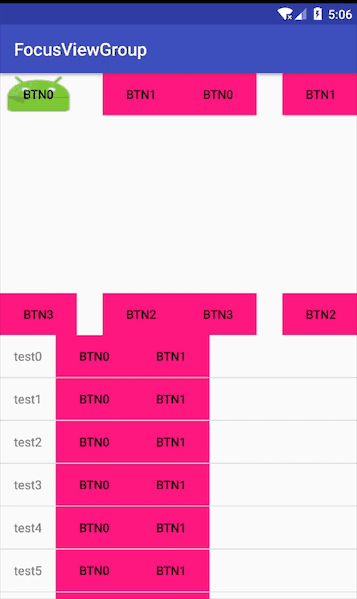 5:06
FocusViewGroup
BTN0 BTN1 BTN0 BTN1
BTN3 BTN2 BTN3 BTN2
test0 BTN0 BTN1
test1 BTN0 BTN1
test2 BTN0 BTN1
test3 BTN0 BTN1
test4 BTN0 BTN1
test5 BTN0 BTN1